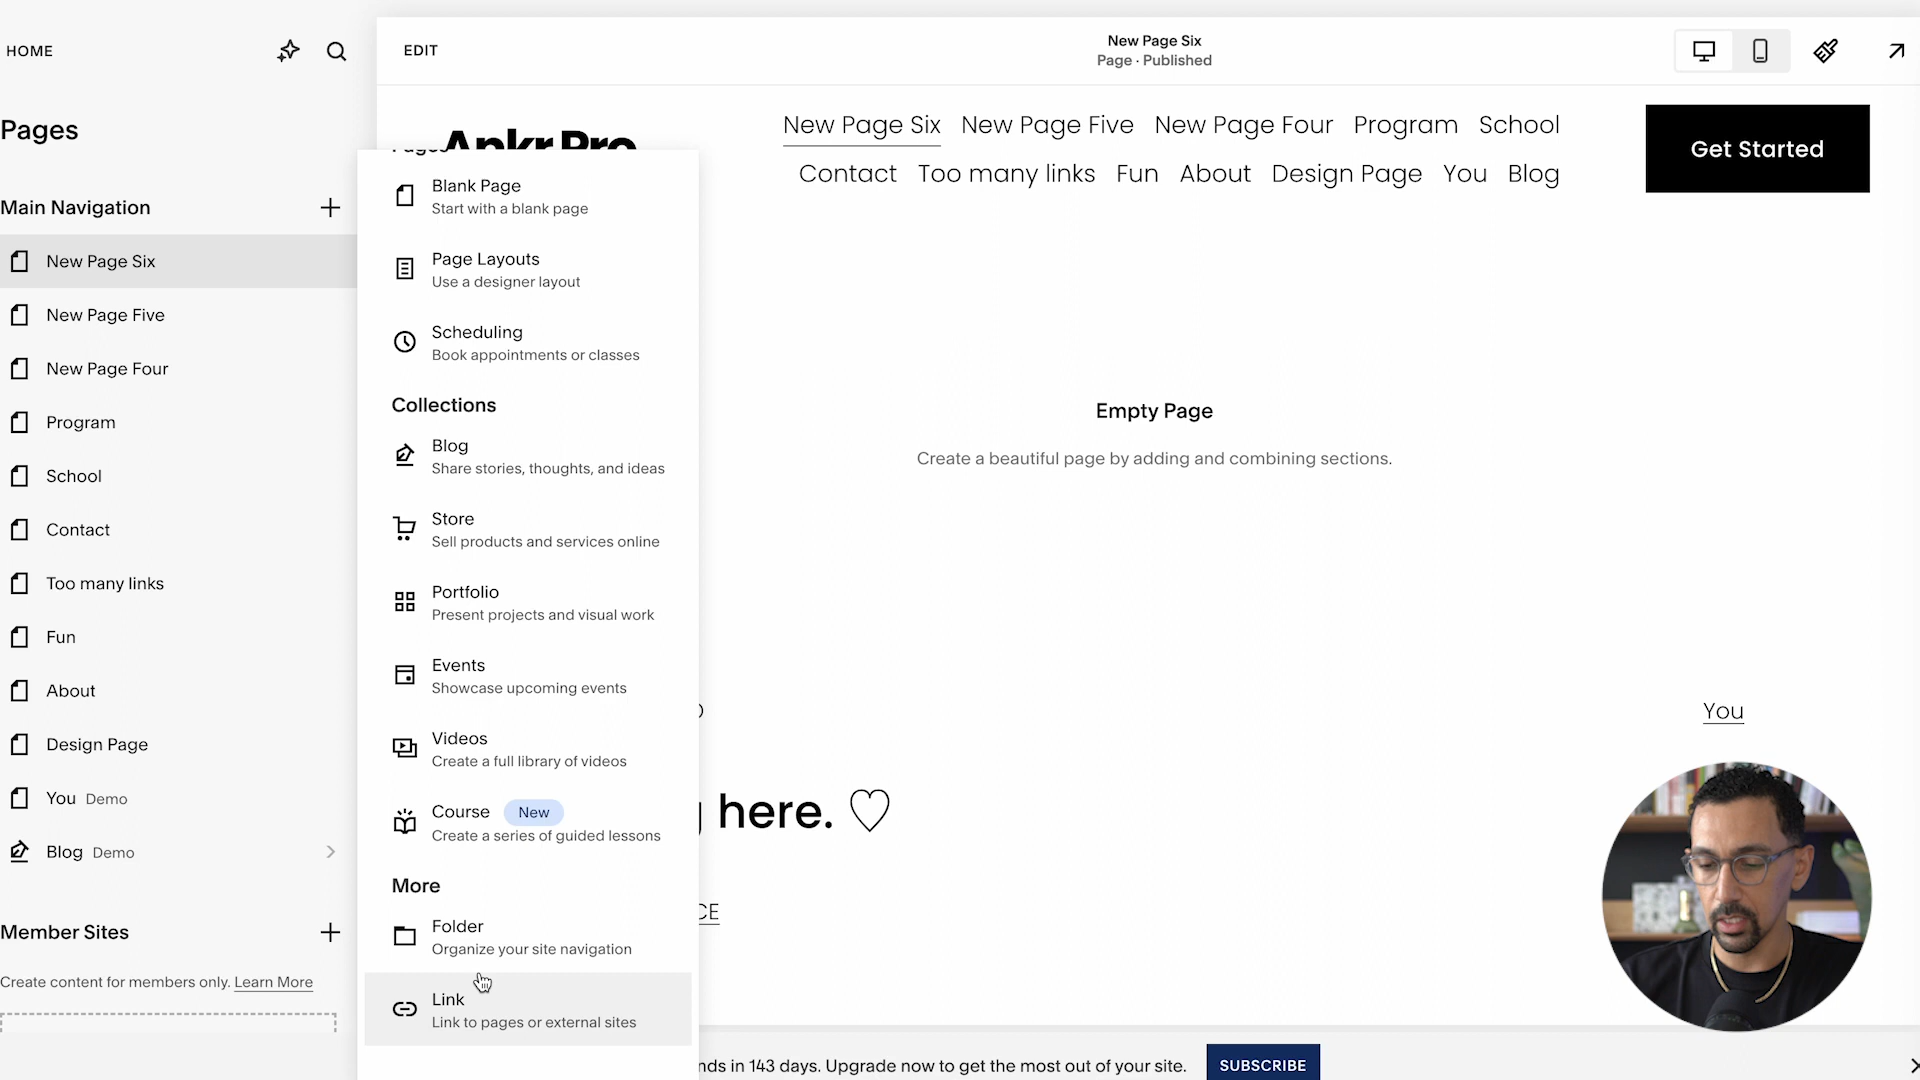 HOME
EDIT
New Page Six
Page · Published
Pages
Main Navigation
New Page Six
New Page Five
New Page Four
Program
School
Contact
Too many links
Fun
About
Design Page
You Demo
Blog Demo
Member Sites
Create content for members only. Learn More
Pages
Blank Page
Start with a blank page
Page Layouts
Use a designer layout
Scheduling
Book appointments or classes
Collections
Blog
Share stories, thoughts, and ideas
Store
Sell products and services online
Portfolio
Present projects and visual work
Events
Showcase upcoming events
Videos
Create a full library of videos
Course New
Create a series of guided lessons
More
Folder
Organize your site navigation
Link
Link to pages or external sites
Ankr Pro
New Page Six New Page Five New Page Four Program School
Contact Too many links Fun About Design Page You Blog
Get Started
Empty Page
Create a beautiful page by adding and combining sections.
You
here. ♡
CE
nds in 143 days. Upgrade now to get the most out of your site.
SUBSCRIBE